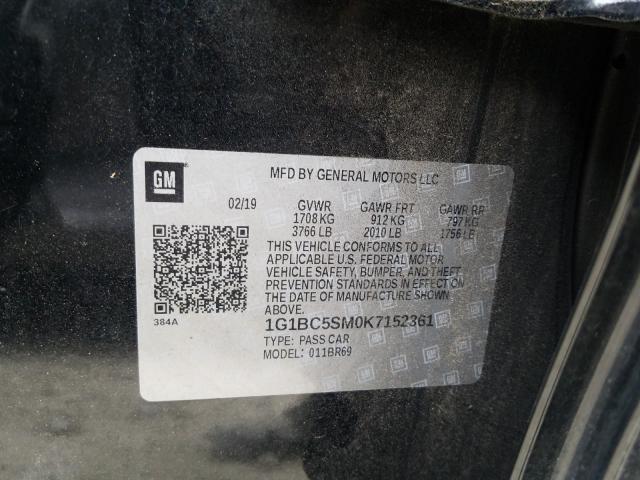 GM
MFD BY GENERAL MOTORS LLC
02/19 GVWR GAWR FRT GAWR RR
1708 KG 912 KG 797 KG
3766 LB 2010 LB 1756 LB
THIS VEHICLE CONFORMS TO ALL
APPLICABLE U.S. FEDERAL MOTOR
VEHICLE SAFETY, BUMPER, AND THEFT
PREVENTION STANDARDS IN EFFECT ON
THE DATE OF MANUFACTURE SHOWN
ABOVE.
384A
1G1BC5SM0K7152361
TYPE: PASS CAR
MODEL: 011BR69